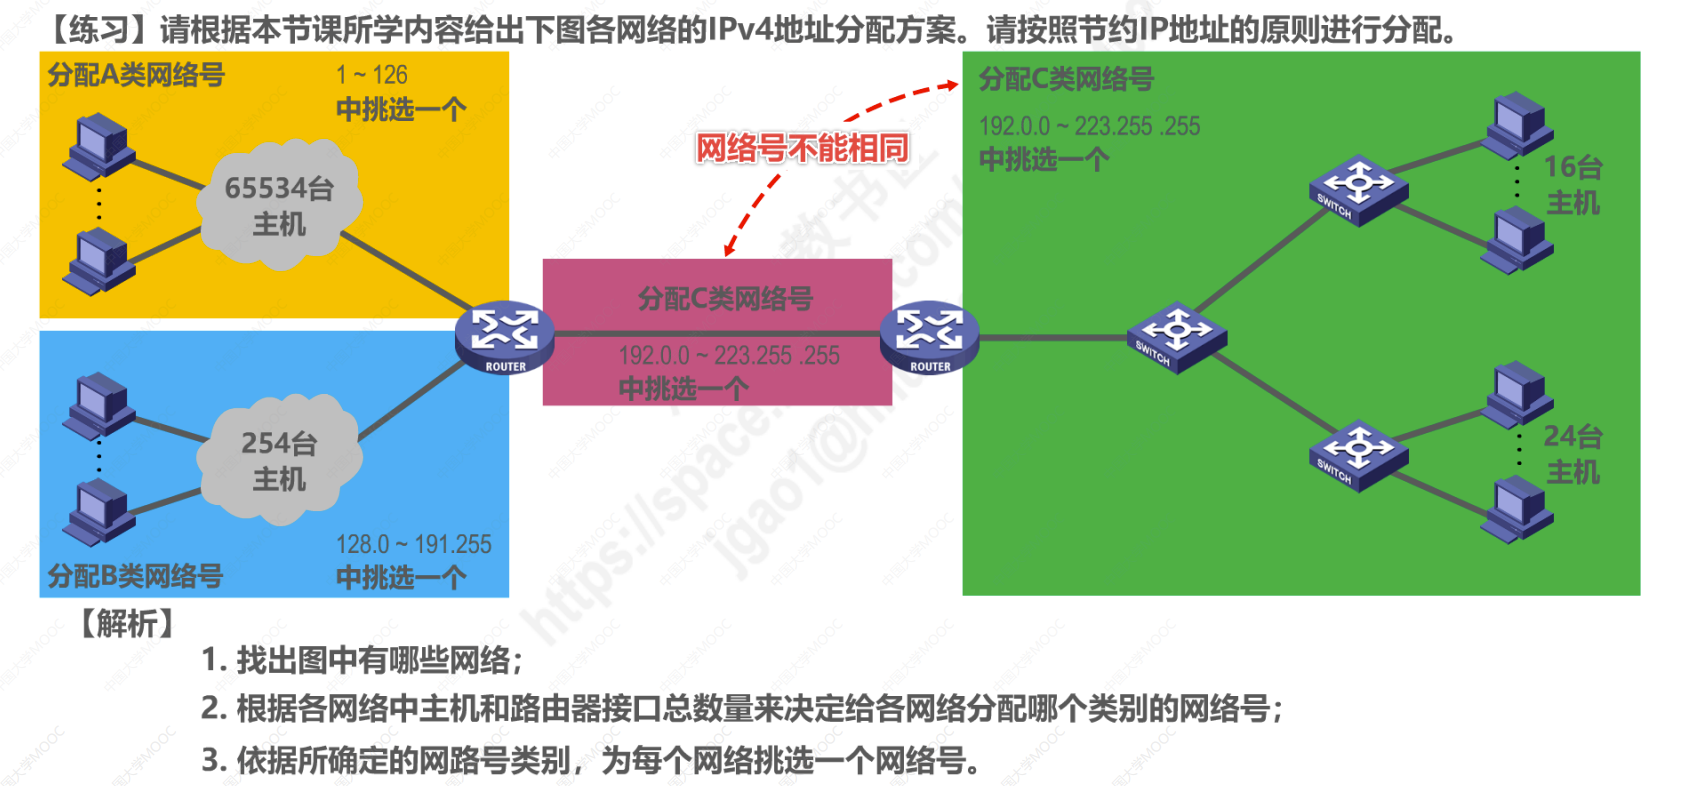 【练习】请根据本节课所学内容给出下图各网络的IPv4地址分配方案。请按照节约IP地址的原则进行分配。
分配A类网络号
1 ~ 126
中挑选一个
65534台
主机
254台
主机
128.0 ~ 191.255
中挑选一个
分配B类网络号
ROUTER
网络号不能相同
分配C类网络号
192.0.0 ~ 223.255 .255
中挑选一个
ROUTER
分配C类网络号
192.0.0 ~ 223.255 .255
中挑选一个
SWITCH
SWITCH
SWITCH
16台
主机
24台
主机
【解析】
1. 找出图中有哪些网络；
2. 根据各网络中主机和路由器接口总数量来决定给各网络分配哪个类别的网络号；
3. 依据所确定的网路号类别，为每个网络挑选一个网络号。
中国大学MOOC